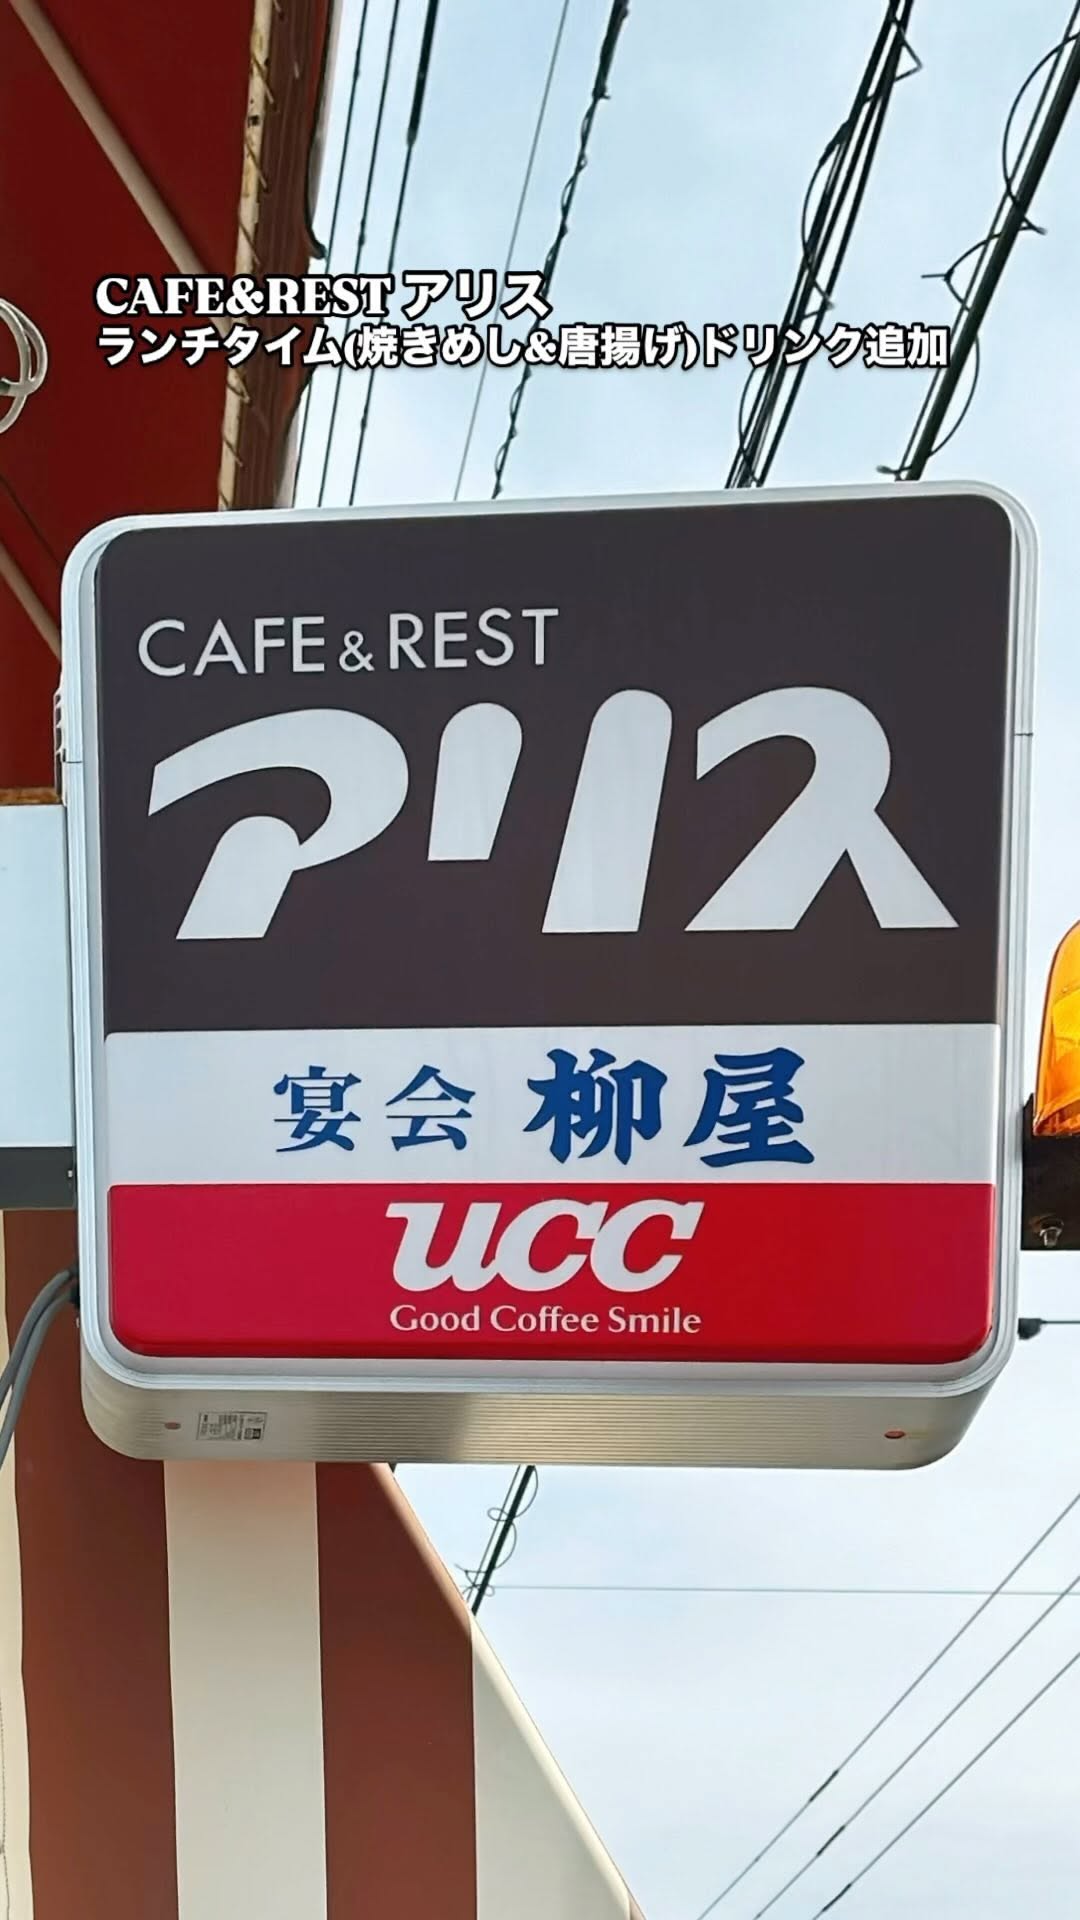 CAFE&REST アリス
ランチタイム(焼きめし&唐揚げ)ドリンク追加
CAFE & REST
アリス
宴会 柳屋
ucc
Good Coffee Smile